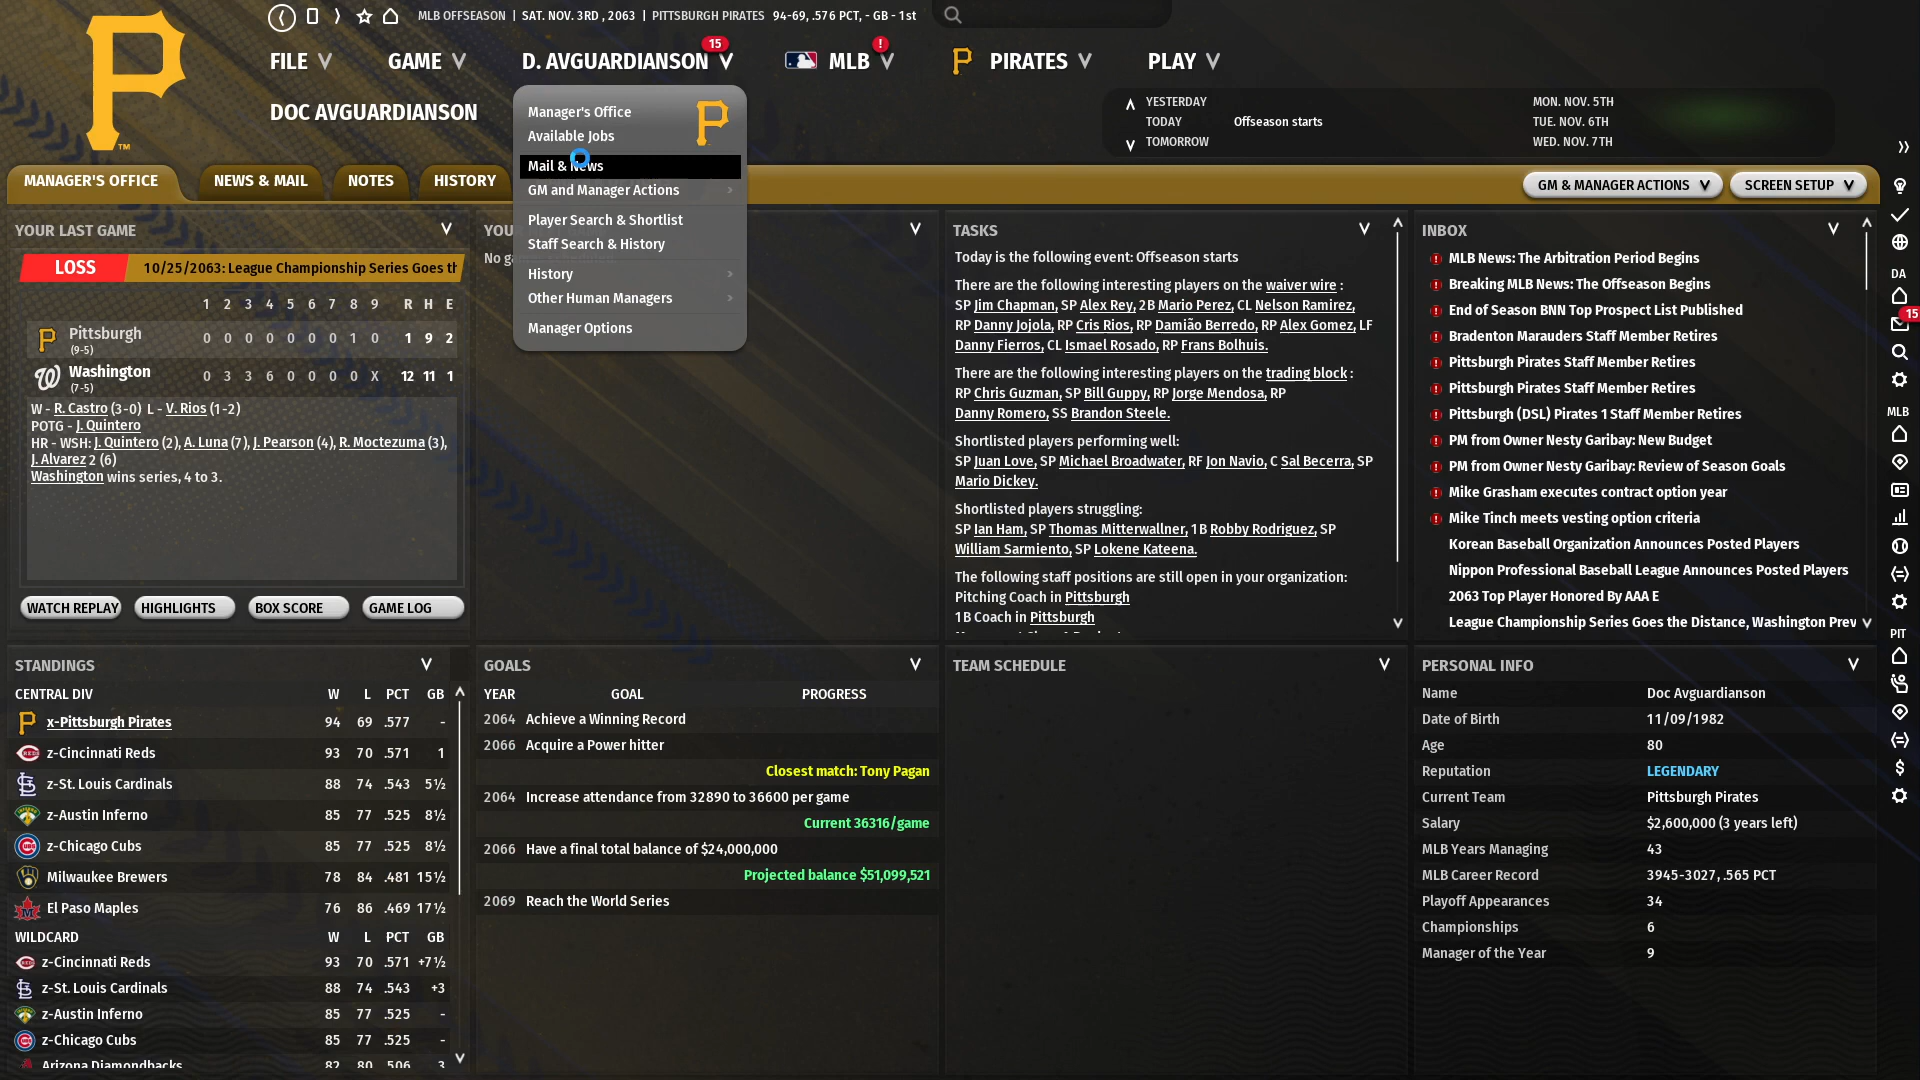 MLB OFFSEASON | SAT. NOV. 3RD , 2063 | PITTSBURGH PIRATES 94-69, .576 PCT, - GB - 1st
FILE GAME D. AVGUARDIANSON 15 MLB ! PIRATES PLAY
DOC AVGUARDIANSON
YESTERDAY
TODAY Offseason starts
TOMORROW
MON. NOV. 5TH
TUE. NOV. 6TH
WED. NOV. 7TH
Manager's Office
Available Jobs
Mail & News
GM and Manager Actions
Player Search & Shortlist
Staff Search & History
History
Other Human Managers
Manager Options
MANAGER'S OFFICE NEWS & MAIL NOTES HISTORY
GM & MANAGER ACTIONS SCREEN SETUP
YOUR LAST GAME
LOSS 10/25/2063: League Championship Series Goes th
1 2 3 4 5 6 7 8 9 R H E
Pittsburgh 0 0 0 0 0 0 0 1 0 1 9 2
(9-5)
Washington 0 3 3 6 0 0 0 0 X 12 11 1
(7-5)
W - R. Castro (3-0) L - V. Rios (1-2)
POTG - J. Quintero
HR - WSH: J. Quintero (2), A. Luna (7), J. Pearson (4), R. Moctezuma (3),
J. Alvarez 2 (6)
Washington wins series, 4 to 3.
WATCH REPLAY HIGHLIGHTS BOX SCORE GAME LOG
YOU
No ga
TASKS
Today is the following event: Offseason starts
There are the following interesting players on the waiver wire :
SP Jim Chapman, SP Alex Rey, 2B Mario Perez, CL Nelson Ramirez,
RP Danny Jojola, RP Cris Rios, RP Damião Berredo, RP Alex Gomez, LF
Danny Fierros, CL Ismael Rosado, RP Frans Bolhuis.
There are the following interesting players on the trading block :
RP Chris Guzman, SP Bill Guppy, RP Jorge Mendosa, RP
Danny Romero, SS Brandon Steele.
Shortlisted players performing well:
SP Juan Love, SP Michael Broadwater, RF Jon Navio, C Sal Becerra, SP
Mario Dickey.
Shortlisted players struggling:
SP Ian Ham, SP Thomas Mitterwallner, 1B Robby Rodriguez, SP
William Sarmiento, SP Lokene Kateena.
The following staff positions are still open in your organization:
Pitching Coach in Pittsburgh
1B Coach in Pittsburgh
INBOX
MLB News: The Arbitration Period Begins
Breaking MLB News: The Offseason Begins
End of Season BNN Top Prospect List Published
Bradenton Marauders Staff Member Retires
Pittsburgh Pirates Staff Member Retires
Pittsburgh Pirates Staff Member Retires
Pittsburgh (DSL) Pirates 1 Staff Member Retires
PM from Owner Nesty Garibay: New Budget
PM from Owner Nesty Garibay: Review of Season Goals
Mike Grasham executes contract option year
Mike Tinch meets vesting option criteria
Korean Baseball Organization Announces Posted Players
Nippon Professional Baseball League Announces Posted Players
2063 Top Player Honored By AAA E
League Championship Series Goes the Distance, Washington Prev
STANDINGS
CENTRAL DIV W L PCT GB
x-Pittsburgh Pirates 94 69 .577 -
z-Cincinnati Reds 93 70 .571 1
z-St. Louis Cardinals 88 74 .543 5½
z-Austin Inferno 85 77 .525 8½
z-Chicago Cubs 85 77 .525 8½
Milwaukee Brewers 78 84 .481 15½
El Paso Maples 76 86 .469 17½
WILDCARD W L PCT GB
z-Cincinnati Reds 93 70 .571 +7½
z-St. Louis Cardinals 88 74 .543 +3
z-Austin Inferno 85 77 .525 -
z-Chicago Cubs 85 77 .525 -
Arizona Diamondbacks 82 80 .506 3
GOALS
YEAR GOAL PROGRESS
2064 Achieve a Winning Record
2066 Acquire a Power hitter
Closest match: Tony Pagan
2064 Increase attendance from 32890 to 36600 per game
Current 36316/game
2066 Have a final total balance of $24,000,000
Projected balance $51,099,521
2069 Reach the World Series
TEAM SCHEDULE
PERSONAL INFO
Name Doc Avguardianson
Date of Birth 11/09/1982
Age 80
Reputation LEGENDARY
Current Team Pittsburgh Pirates
Salary $2,600,000 (3 years left)
MLB Years Managing 43
MLB Career Record 3945-3027, .565 PCT
Playoff Appearances 34
Championships 6
Manager of the Year 9
DA
15
MLB
PIT